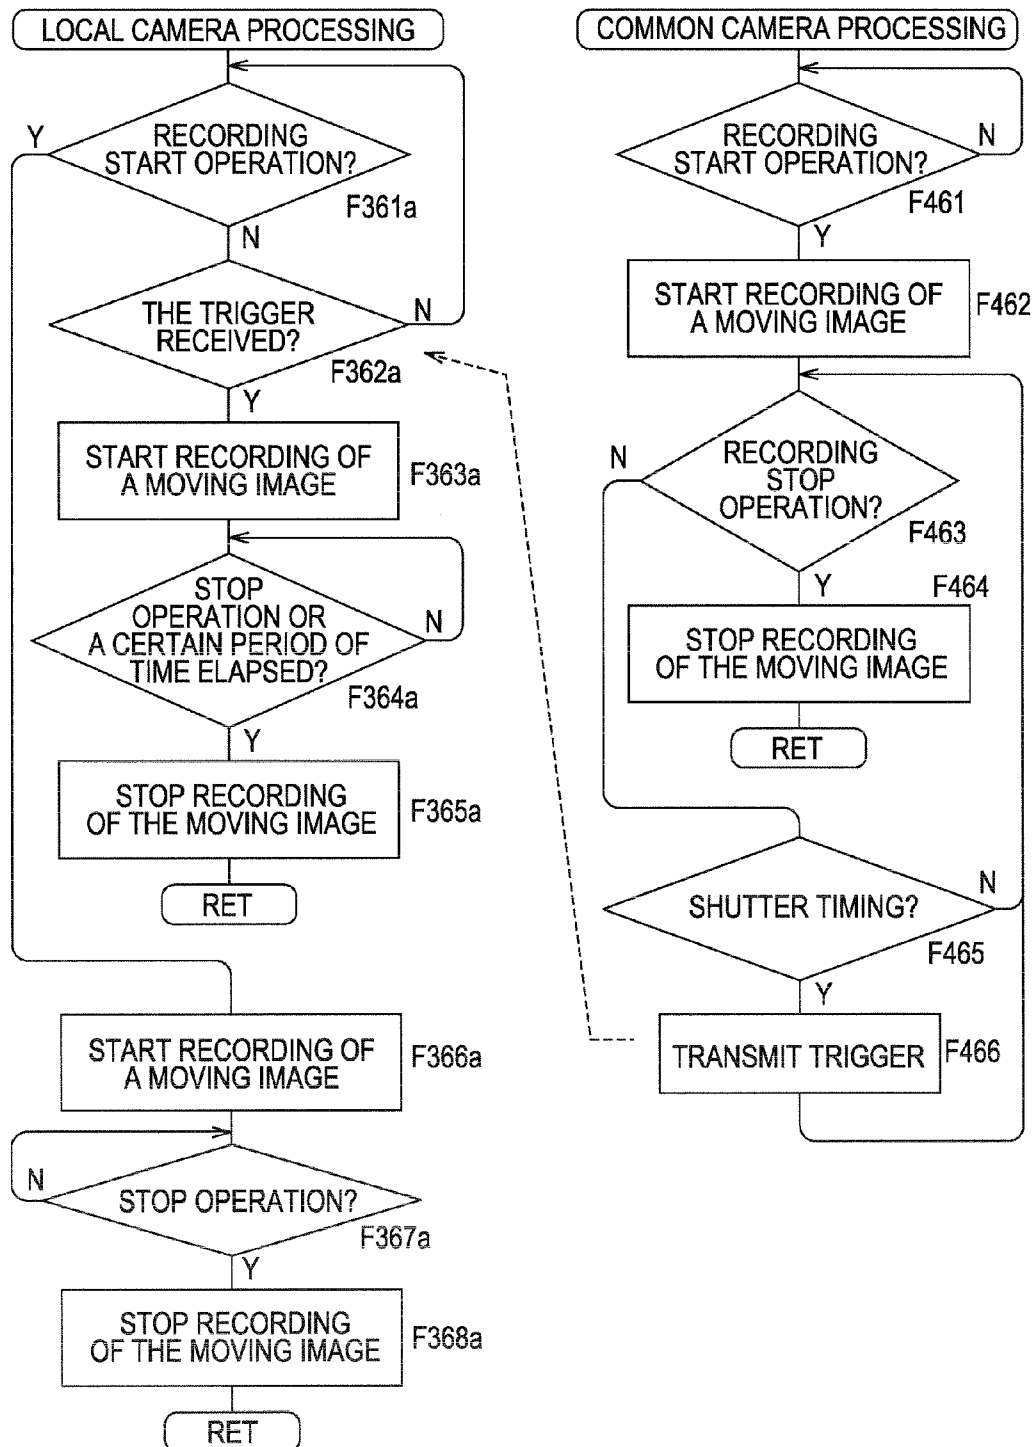 LOCAL CAMERA PROCESSING
Y
RECORDING
START OPERATION?
F361a
N
THE TRIGGER
RECEIVED?
N
F362a
Y
START RECORDING OF
A MOVING IMAGE
F363a
STOP
OPERATION OR
A CERTAIN PERIOD OF
TIME ELAPSED?
N
F364a
Y
STOP RECORDING
OF THE MOVING IMAGE
F365a
RET
START RECORDING OF
A MOVING IMAGE
F366a
N
STOP OPERATION?
F367a
Y
STOP RECORDING
OF THE MOVING IMAGE
F368a
RET
COMMON CAMERA PROCESSING
RECORDING
START OPERATION?
N
F461
Y
START RECORDING OF
A MOVING IMAGE
F462
N
RECORDING
STOP
OPERATION?
F463
Y
F464
STOP RECORDING
OF THE MOVING IMAGE
RET
SHUTTER TIMING?
N
F465
Y
TRANSMIT TRIGGER
F466